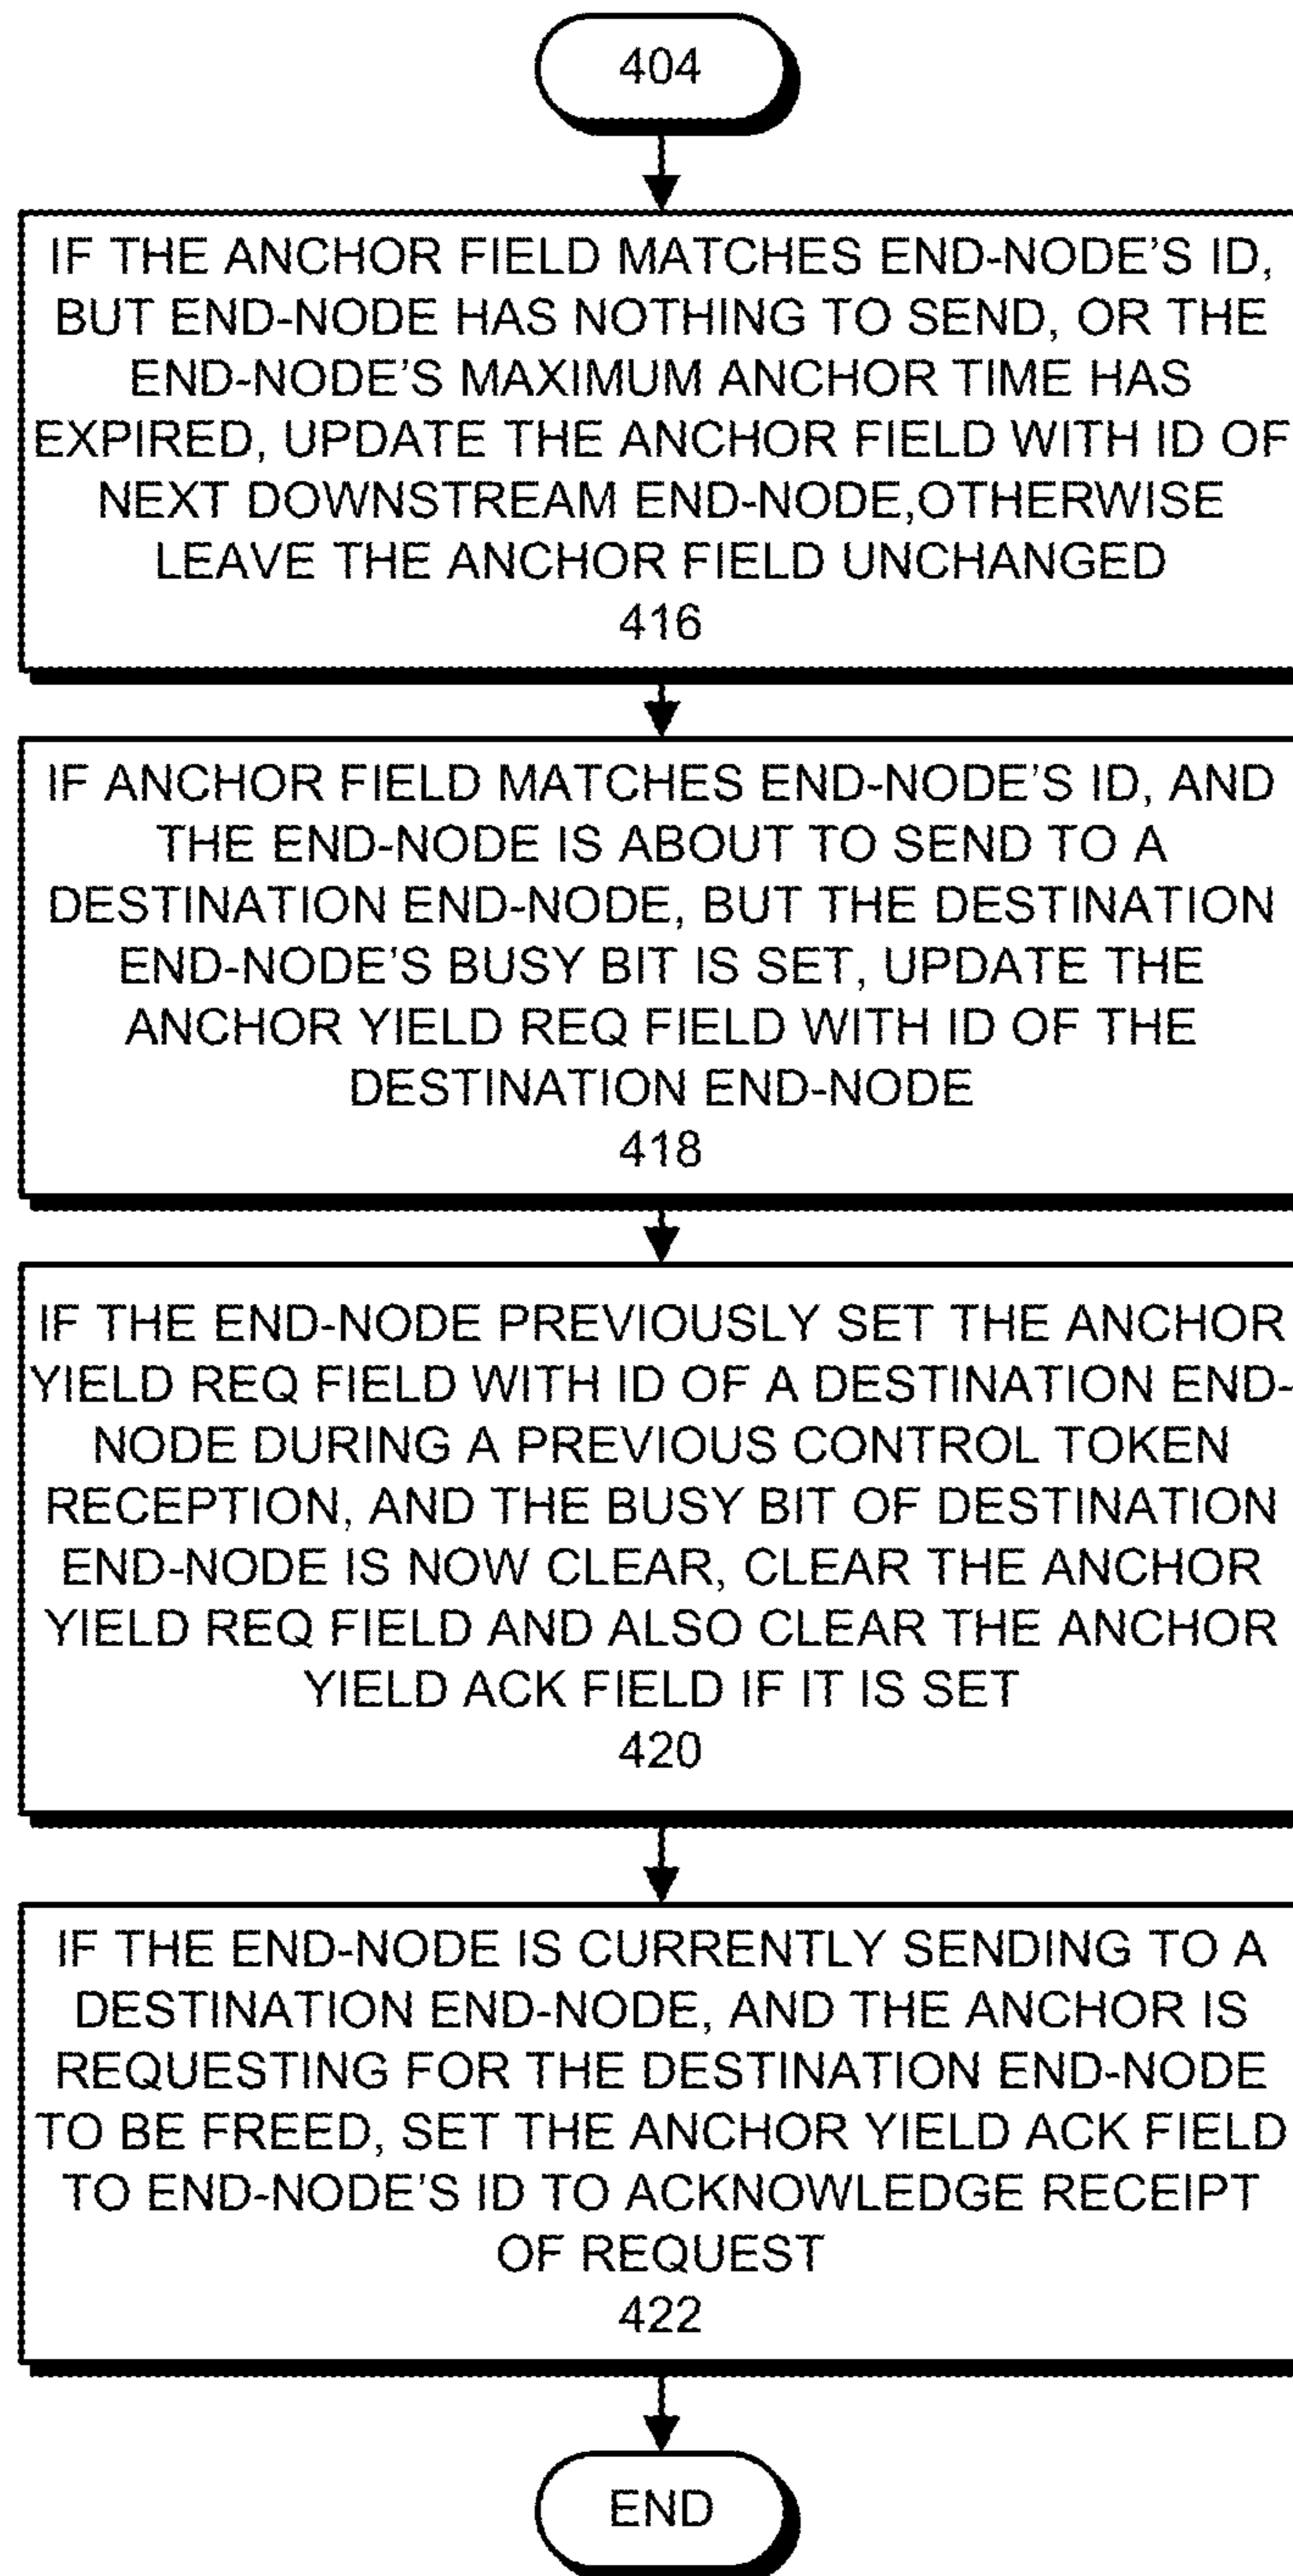 404
IF THE ANCHOR FIELD MATCHES END-NODE'S ID,
BUT END-NODE HAS NOTHING TO SEND, OR THE
END-NODE'S MAXIMUM ANCHOR TIME HAS
EXPIRED, UPDATE THE ANCHOR FIELD WITH ID OF
NEXT DOWNSTREAM END-NODE,OTHERWISE
LEAVE THE ANCHOR FIELD UNCHANGED
416
IF ANCHOR FIELD MATCHES END-NODE'S ID, AND
THE END-NODE IS ABOUT TO SEND TO A
DESTINATION END-NODE, BUT THE DESTINATION
END-NODE'S BUSY BIT IS SET, UPDATE THE
ANCHOR YIELD REQ FIELD WITH ID OF THE
DESTINATION END-NODE
418
IF THE END-NODE PREVIOUSLY SET THE ANCHOR
YIELD REQ FIELD WITH ID OF A DESTINATION END-
NODE DURING A PREVIOUS CONTROL TOKEN
RECEPTION, AND THE BUSY BIT OF DESTINATION
END-NODE IS NOW CLEAR, CLEAR THE ANCHOR
YIELD REQ FIELD AND ALSO CLEAR THE ANCHOR
YIELD ACK FIELD IF IT IS SET
420
IF THE END-NODE IS CURRENTLY SENDING TO A
DESTINATION END-NODE, AND THE ANCHOR IS
REQUESTING FOR THE DESTINATION END-NODE
TO BE FREED, SET THE ANCHOR YIELD ACK FIELD
TO END-NODE'S ID TO ACKNOWLEDGE RECEIPT
OF REQUEST
422
END